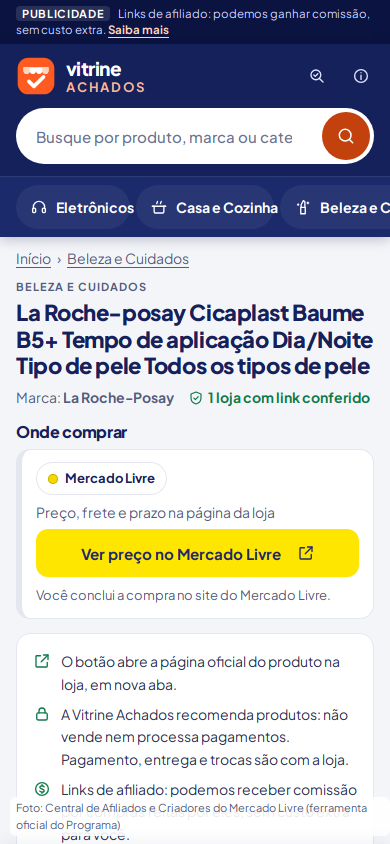 PUBLICIDADE Links de afiliado: podemos ganhar comissão,
sem custo extra. Saiba mais
vitrine
ACHADOS
Busque por produto, marca ou cate
Eletrônicos Casa e Cozinha Beleza e C
Início › Beleza e Cuidados
BELEZA E CUIDADOS
La Roche-posay Cicaplast Baume
B5+ Tempo de aplicação Dia/Noite
Tipo de pele Todos os tipos de pele
Marca: La Roche-Posay 1 loja com link conferido
Onde comprar
Mercado Livre
Preço, frete e prazo na página da loja
Ver preço no Mercado Livre
Você conclui a compra no site do Mercado Livre.
O botão abre a página oficial do produto na
loja, em nova aba.
A Vitrine Achados recomenda produtos: não
vende nem processa pagamentos.
Pagamento, entrega e trocas são com a loja.
Links de afiliado: podemos receber comissão
Foto: Central de Afiliados e Criadores do Mercado Livre (ferramenta
oficial do Programa)
para você.